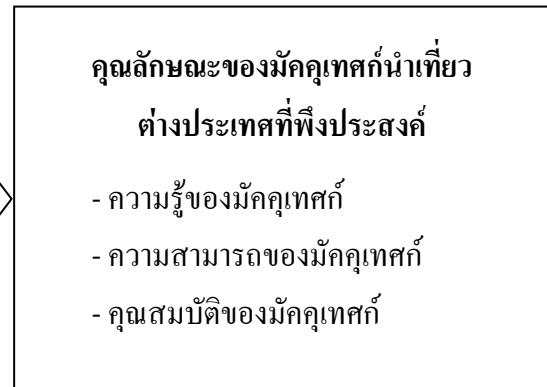 คุณลักษณะของมัคคุเทศก์นำเที่ยว
ต่างประเทศที่พึงประสงค์
- ความรู้ของมัคคุเทศก์
- ความสามารถของมัคคุเทศก์
- คุณสมบัติของมัคคุเทศก์